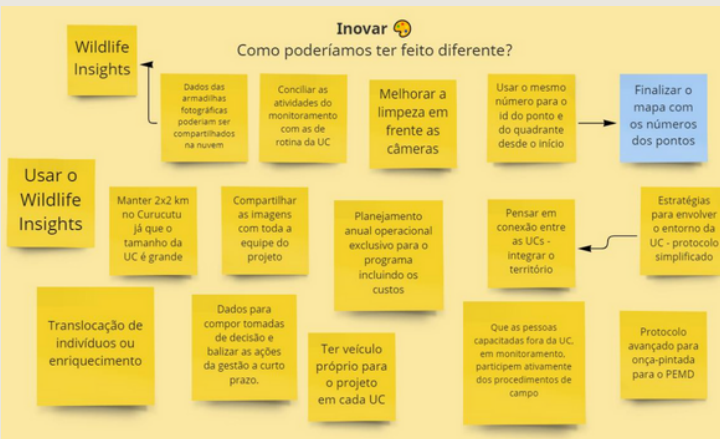 Inovar
Como poderíamos ter feito diferente?
Wildlife
Insights
Dados das
armadilhas
fotográficas
poderiam ser
compartilhados
na nuvem
Conciliar as
atividades do
monitoramento
com as de
rotina da UC
Melhorar a
limpeza em
frente as
câmeras
Usar o mesmo
número para o
id do ponto e
do quadrante
desde o início
Finalizar o
mapa com
os números
dos pontos
Usar o
Wildlife
Insights
Manter 2x2 km
no Curucutu
já que o
tamanho da
UC é grande
Compartilhar
as imagens
com toda a
equipe do
projeto
Planejamento
anual operacional
exclusivo para o
programa
incluindo os
custos
Pensar em
conexão entre
as UCs -
integrar o
território
Estratégias
para envolver
o entorno da
UC - protocolo
simplificado
Translocação de
indivíduos ou
enriquecimento
Dados para
compor tomadas
de decisão e
balizar as ações
da gestão a curto
prazo.
Ter veículo
próprio para
o projeto
em cada UC
Que as pessoas
capacitadas fora da UC,
em monitoramento,
participem ativamente
dos procedimentos de
campo
Protocolo
avançado para
onça-pintada
para o PEMD